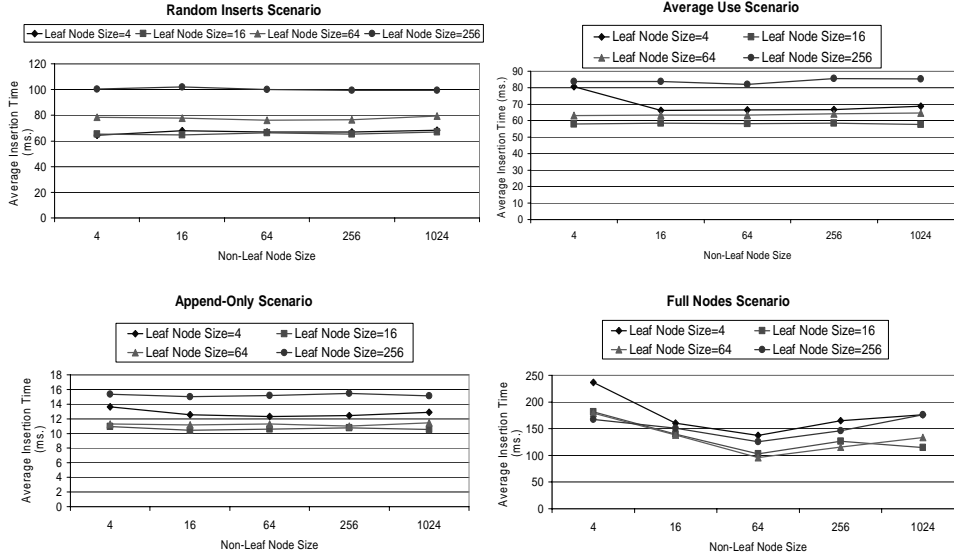 Random Inserts Scenario
Leaf Node Size=4 Leaf Node Size=16 Leaf Node Size=64 Leaf Node Size=256
Average Insertion Time
(ms.)
120
100
80
60
40
20
0
4 16 64 256 1024
Non-Leaf Node Size
Average Use Scenario
Leaf Node Size=4 Leaf Node Size=16
Leaf Node Size=64 Leaf Node Size=256
Average Insertion Time (ms.)
90
80
70
60
50
40
30
20
10
0
4 16 64 256 1024
Non-Leaf Node Size
Append-Only Scenario
Leaf Node Size=4 Leaf Node Size=16
Leaf Node Size=64 Leaf Node Size=256
Average Insertion Time
(ms.)
18
16
14
12
10
8
6
4
2
0
4 16 64 256 1024
Non-Leaf Node Size
Full Nodes Scenario
Leaf Node Size=4 Leaf Node Size=16
Leaf Node Size=64 Leaf Node Size=256
Average Insertion Time
(ms.)
250
200
150
100
50
0
4 16 64 256 1024
Non-Leaf Node Size